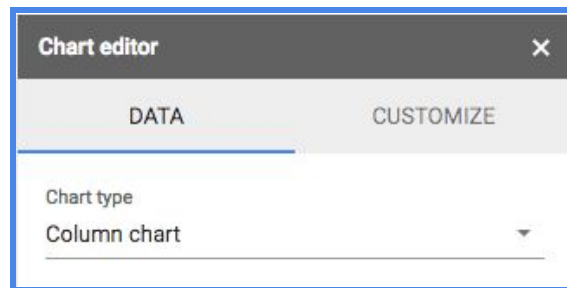 Chart editor ×
DATA CUSTOMIZE
Chart type
Column chart